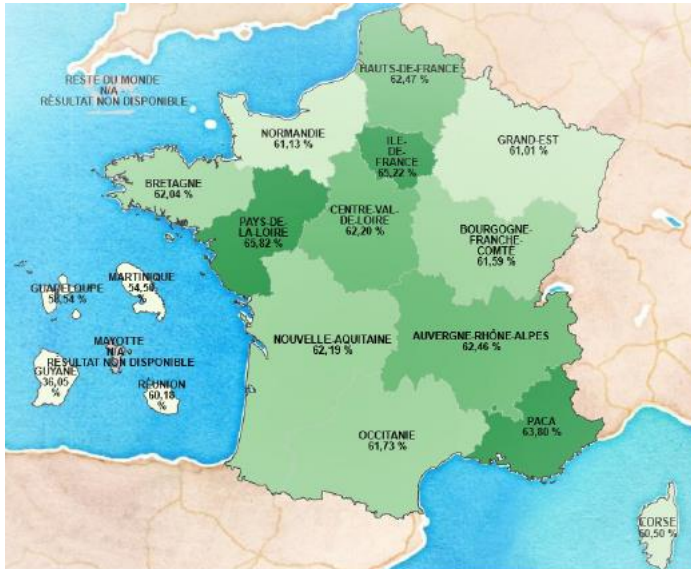 RESTE DU MONDE
N/A
RÉSULTAT NON DISPONIBLE
HAUTS-DE-FRANCE
62,47 %
NORMANDIE
61,13 %
ILE-
DE-
FRANCE
65,22 %
GRAND-EST
61,01 %
BRETAGNE
62,04 %
PAYS-DE-
LA-LOIRE
65,82 %
CENTRE-VAL-
DE-LOIRE
62,20 %
BOURGOGNE-
FRANCHE-
COMTE
61,59 %
MARTINIQUE
54,50
%
GUADELOUPE
58,54 %
MAYOTTE
N/A
RÉSULTAT NON DISPONIBLE
GUYANE
36,05
%
RÉUNION
60,18
%
NOUVELLE-AQUITAINE
62,19 %
AUVERGNE-RHÔNE-ALPES
62,46 %
OCCITANIE
61,73 %
PACA
63,80 %
CORSE
60,50 %